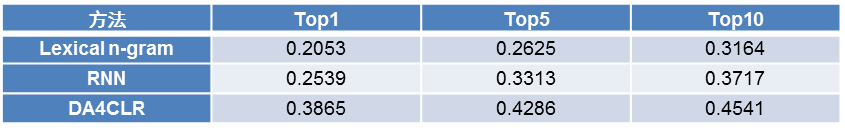 方法 Top1 Top5 Top10
Lexical n-gram 0.2053 0.2625 0.3164
RNN 0.2539 0.3313 0.3717
DA4CLR 0.3865 0.4286 0.4541